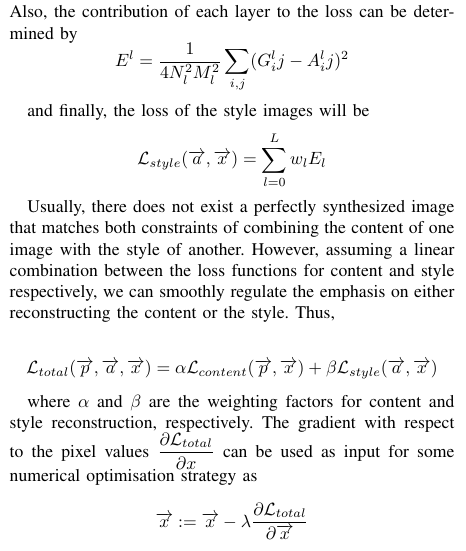 Also, the contribution of each layer to the loss can be deter-
mined by
E^l = \frac{1}{4N_l^2 M_l^2} \sum_{i,j} (G_i^l j - A_i^l j)^2
and finally, the loss of the style images will be
\mathcal{L}_{style}(\overrightarrow{a}, \overrightarrow{x}) = \sum_{l=0}^{L} w_l E_l
Usually, there does not exist a perfectly synthesized image
that matches both constraints of combining the content of one
image with the style of another. However, assuming a linear
combination between the loss functions for content and style
respectively, we can smoothly regulate the emphasis on either
reconstructing the content or the style. Thus,
\mathcal{L}_{total}(\overrightarrow{p}, \overrightarrow{a}, \overrightarrow{x}) = \alpha \mathcal{L}_{content}(\overrightarrow{p}, \overrightarrow{x}) + \beta \mathcal{L}_{style}(\overrightarrow{a}, \overrightarrow{x})
where α and β are the weighting factors for content and
style reconstruction, respectively. The gradient with respect
to the pixel values \frac{\partial \mathcal{L}_{total}}{\partial x} can be used as input for some
numerical optimisation strategy as
\overrightarrow{x} := \overrightarrow{x} - \lambda \frac{\partial \mathcal{L}_{total}}{\partial \overrightarrow{x}}